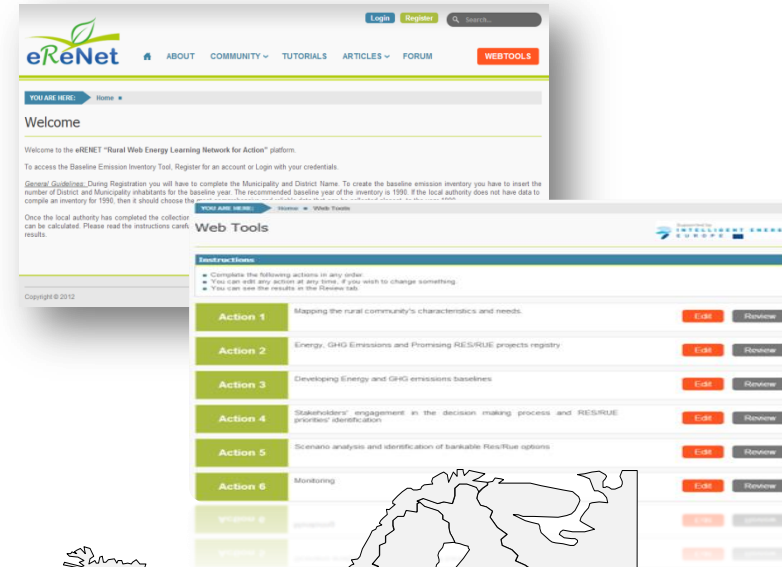 Login Register Search...
eReNet
ABOUT COMMUNITY TUTORIALS ARTICLES FORUM WEBTOOLS
YOU ARE HERE: Home
Welcome
Welcome to the eRENET "Rural Web Energy Learning Network for Action" platform.
To access the Baseline Emission Inventory Tool, Register for an account or Login with your credentials.
General Guidelines: During Registration you will have to complete the Municipality and District Name. To create the baseline emission inventory you have to insert the
number of District and Municipality inhabitants for the baseline year. The recommended baseline year of the inventory is 1990. If the local authority does not have data to
compile an inventory for 1990, then it should choose the
Once the local authority has completed the collection
can be calculated. Please read the instructions
results.
Copyright © 2012
YOU ARE HERE: Home Web Tools
Web Tools
Supported by
INTELLIGENT
EUROPE
Instructions
Complete the following actions in any order.
You can edit any action at any time, if you wish to change something.
You can see the results in the Review tab.
Action 1 Mapping the rural community's characteristics and needs. Edit Review
Action 2 Energy, GHG Emissions and Promising RES/RUE projects registry Edit Review
Action 3 Developing Energy and GHG emissions baselines Edit Review
Action 4 Stakeholders' engagement in the decision making process and RES/RUE
priorities' identification Edit Review
Action 5 Scenario analysis and identification of bankable Res/Rue options Edit Review
Action 6 Monitoring Edit Review